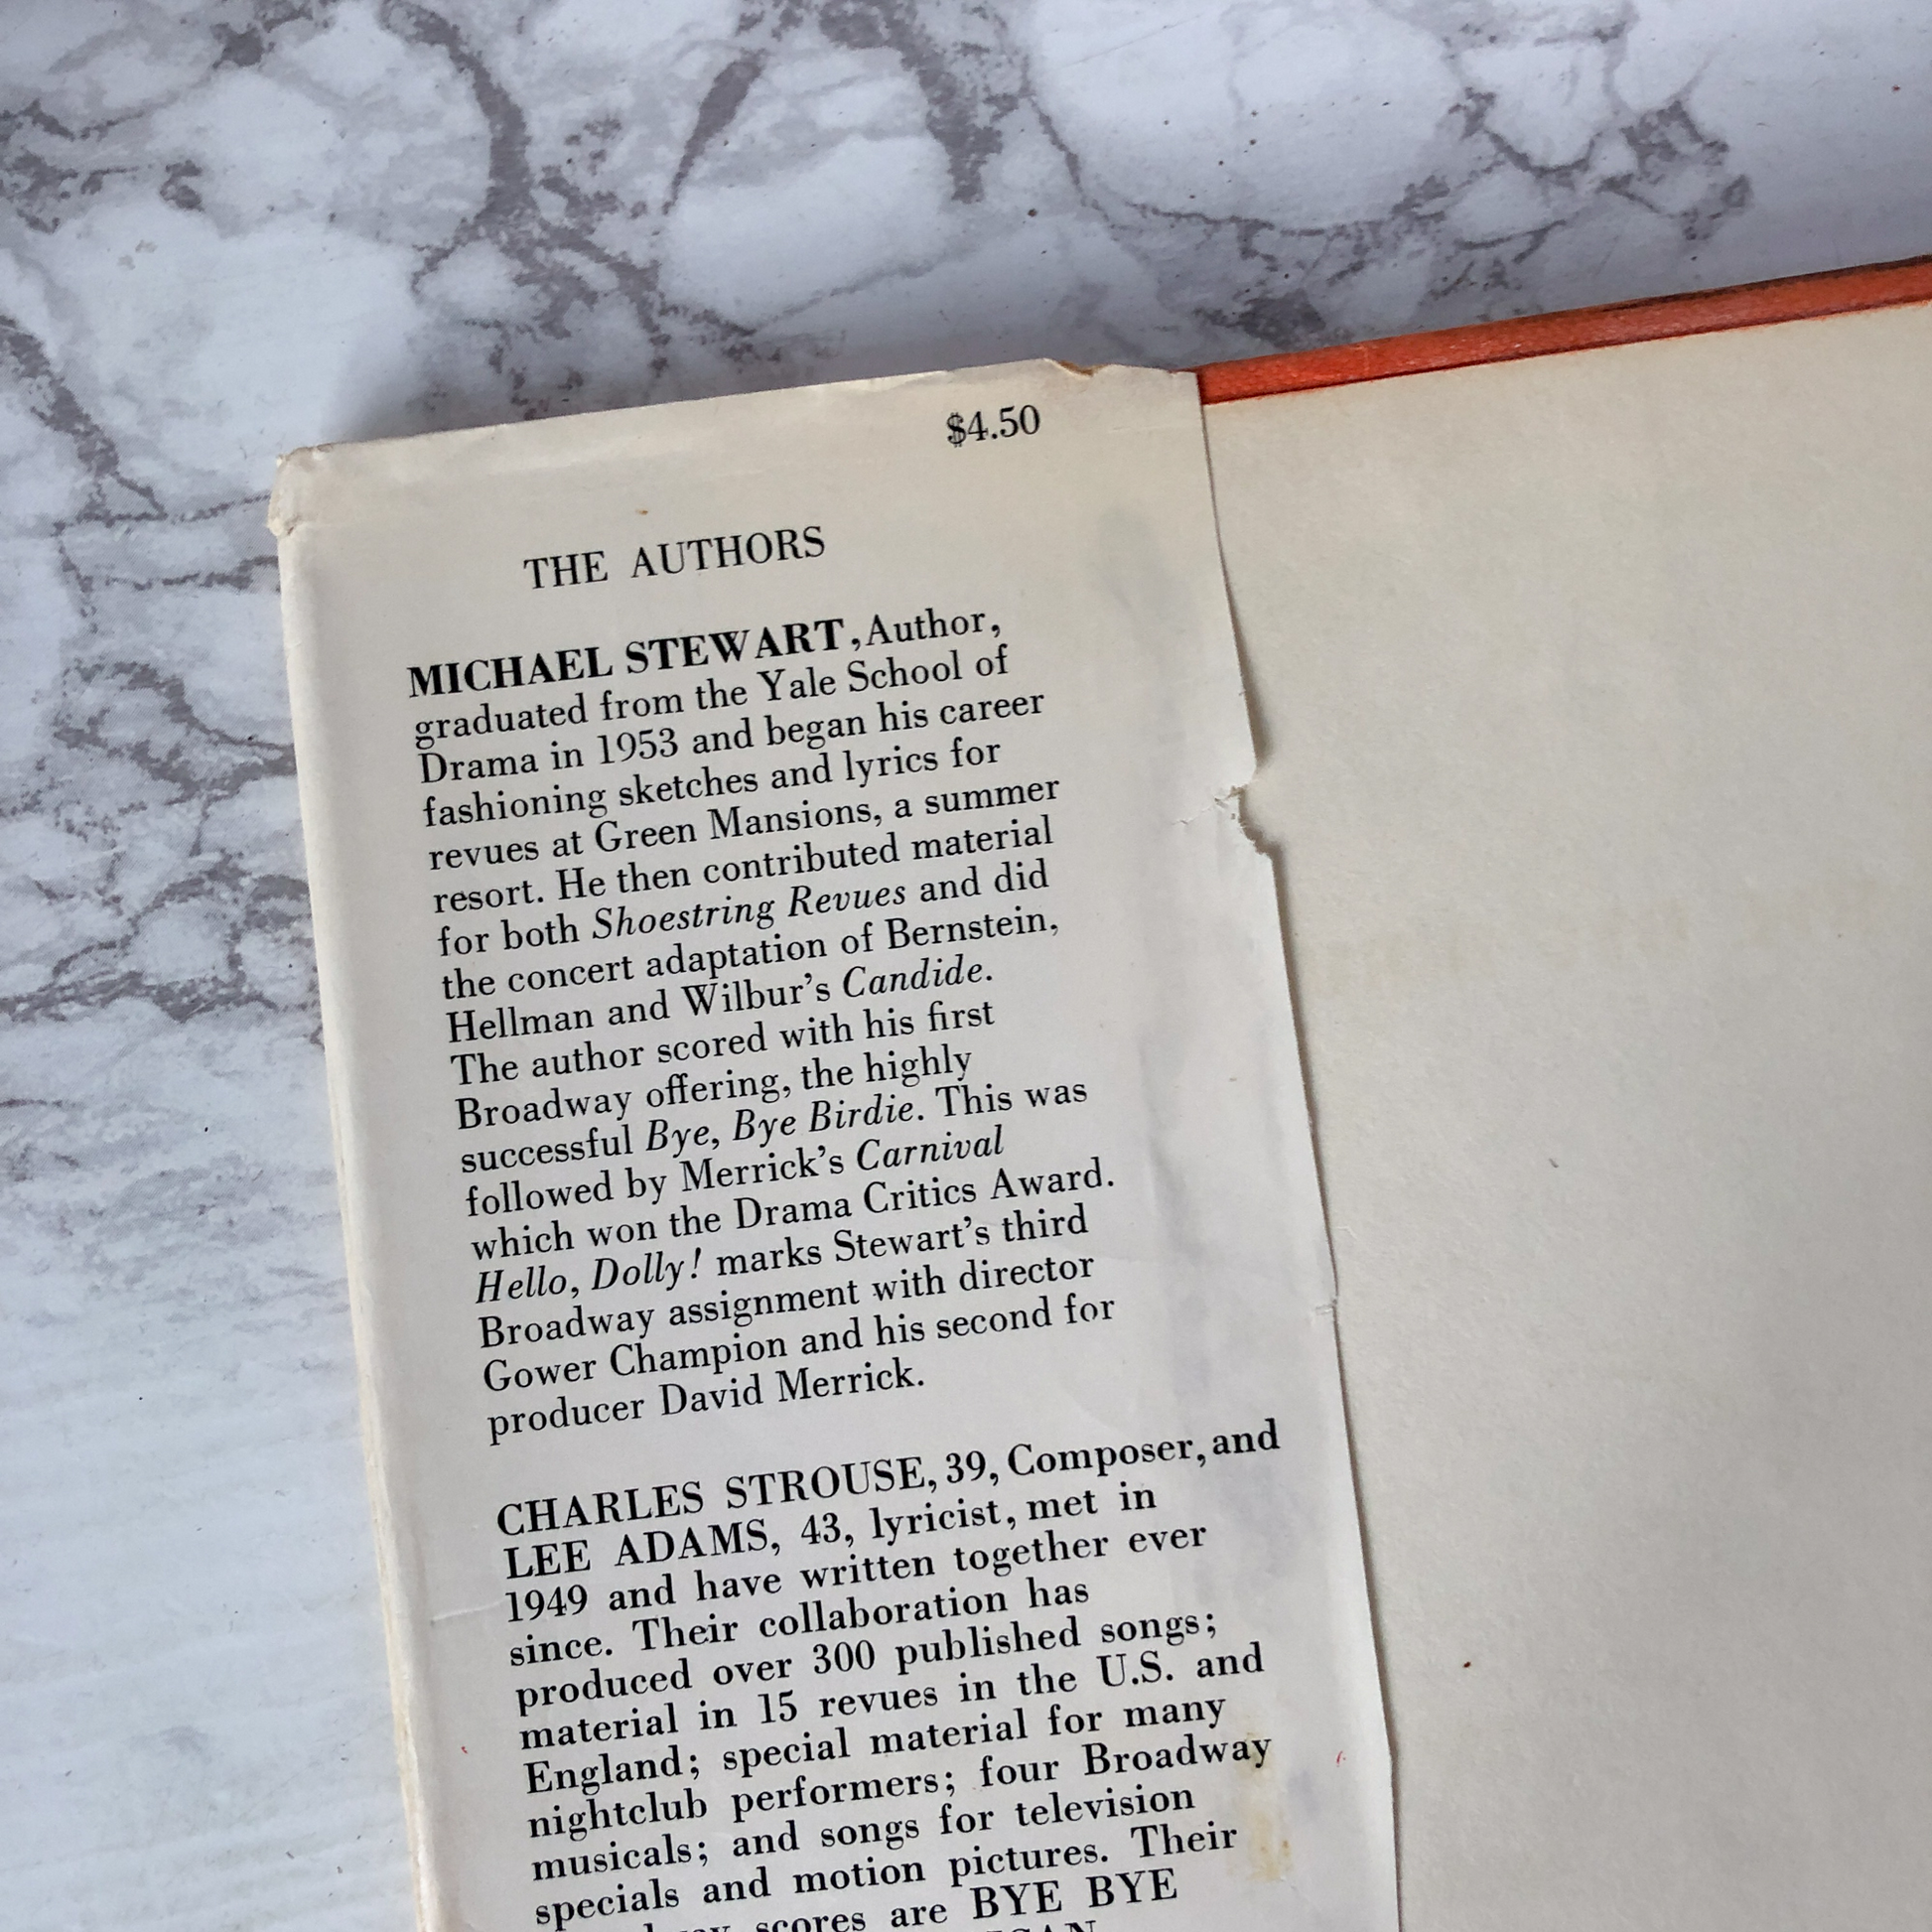 $4.50
THE AUTHORS
MICHAEL STEWART, Author,
graduated from the Yale School of
Drama in 1953 and began his career
fashioning sketches and lyrics for
revues at Green Mansions, a summer
resort. He then contributed material
for both Shoestring Revues and did
the concert adaptation of Bernstein,
Hellman and Wilbur's Candide.
The author scored with his first
Broadway offering, the highly
successful Bye, Bye Birdie. This was
followed by Merrick's Carnival
which won the Drama Critics Award.
Hello, Dolly! marks Stewart's third
Broadway assignment with director
Gower Champion and his second for
producer David Merrick.
CHARLES STROUSE, 39, Composer, and
LEE ADAMS, 43, lyricist, met in
1949 and have written together ever
since. Their collaboration has
produced over 300 published songs;
material in 15 revues in the U.S. and
England; special material for many
nightclub performers; four Broadway
musicals; and songs for television
specials and motion pictures. Their
scores are BYE BYE